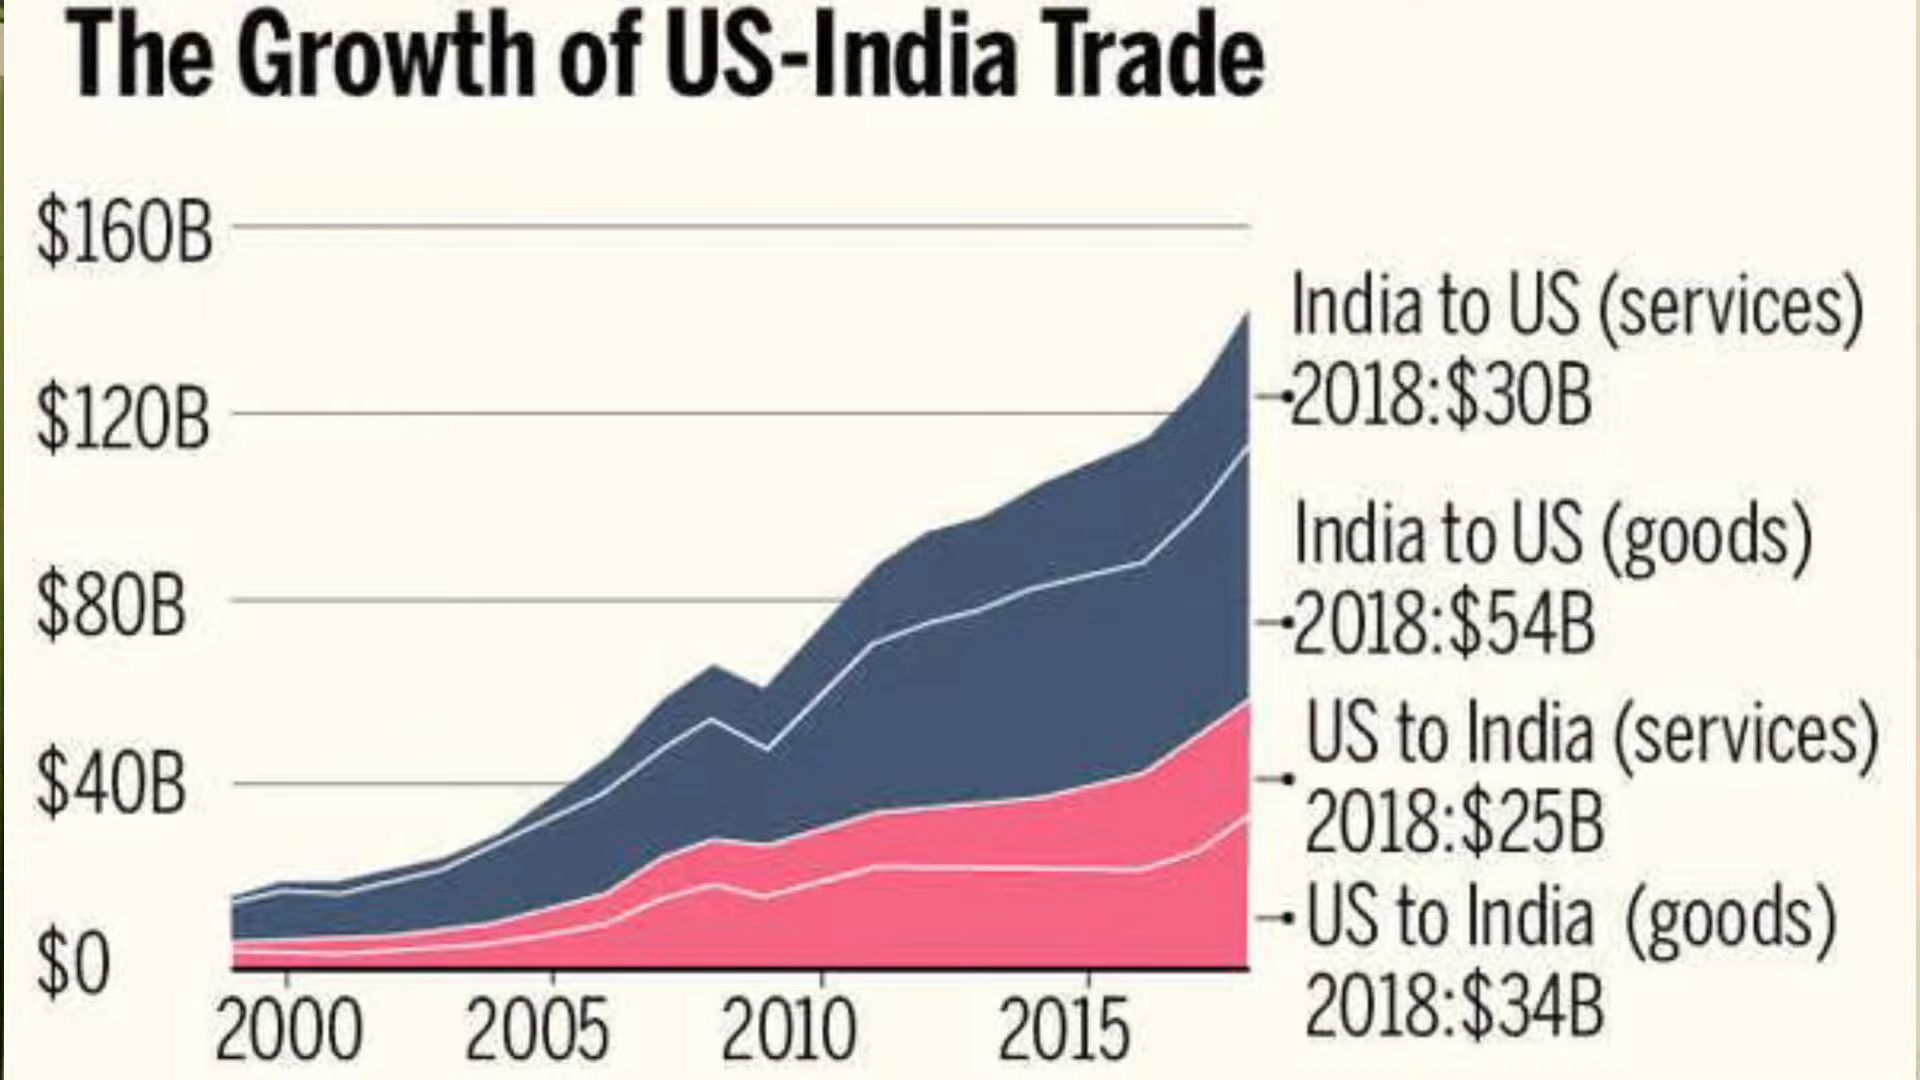 The Growth of US-India Trade
$160B
$120B
$80B
$40B
$0
2000 2005 2010 2015
India to US (services)
2018:$30B
India to US (goods)
2018:$54B
US to India (services)
2018:$25B
US to India (goods)
2018:$34B